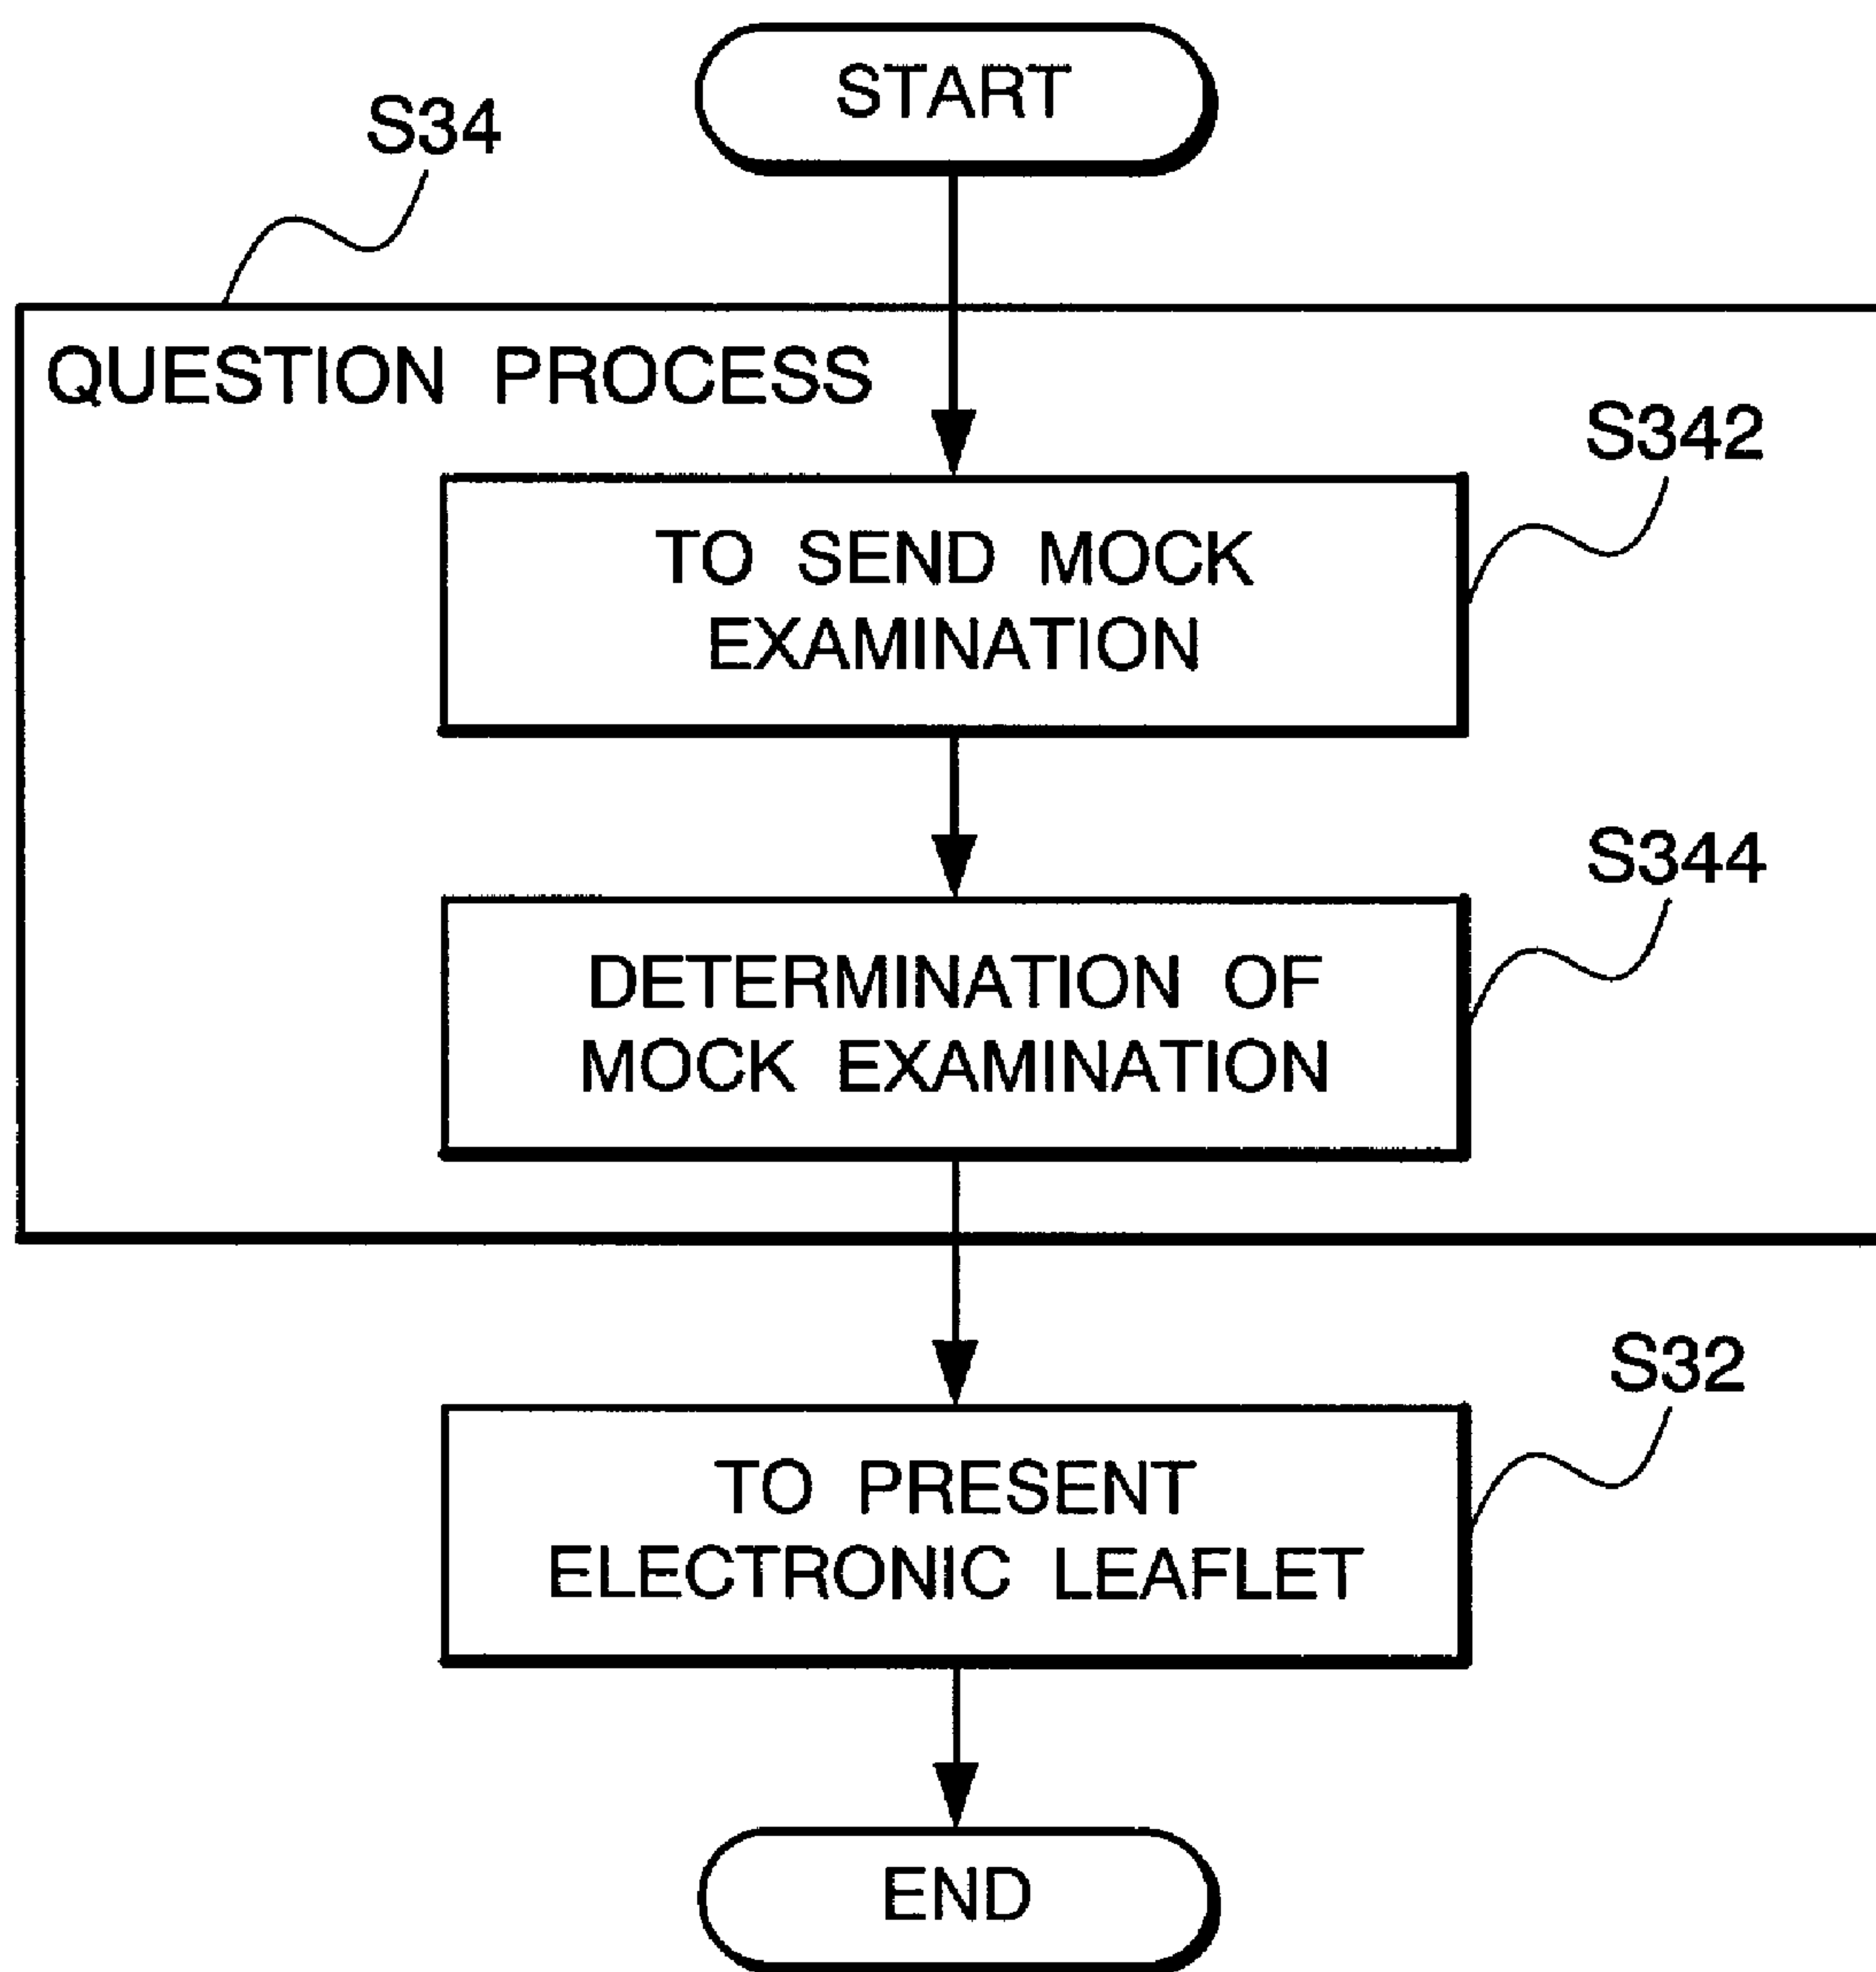 START
S34
QUESTION PROCESS
S342
TO SEND MOCK
EXAMINATION
S344
DETERMINATION OF
MOCK EXAMINATION
S32
TO PRESENT
ELECTRONIC LEAFLET
END